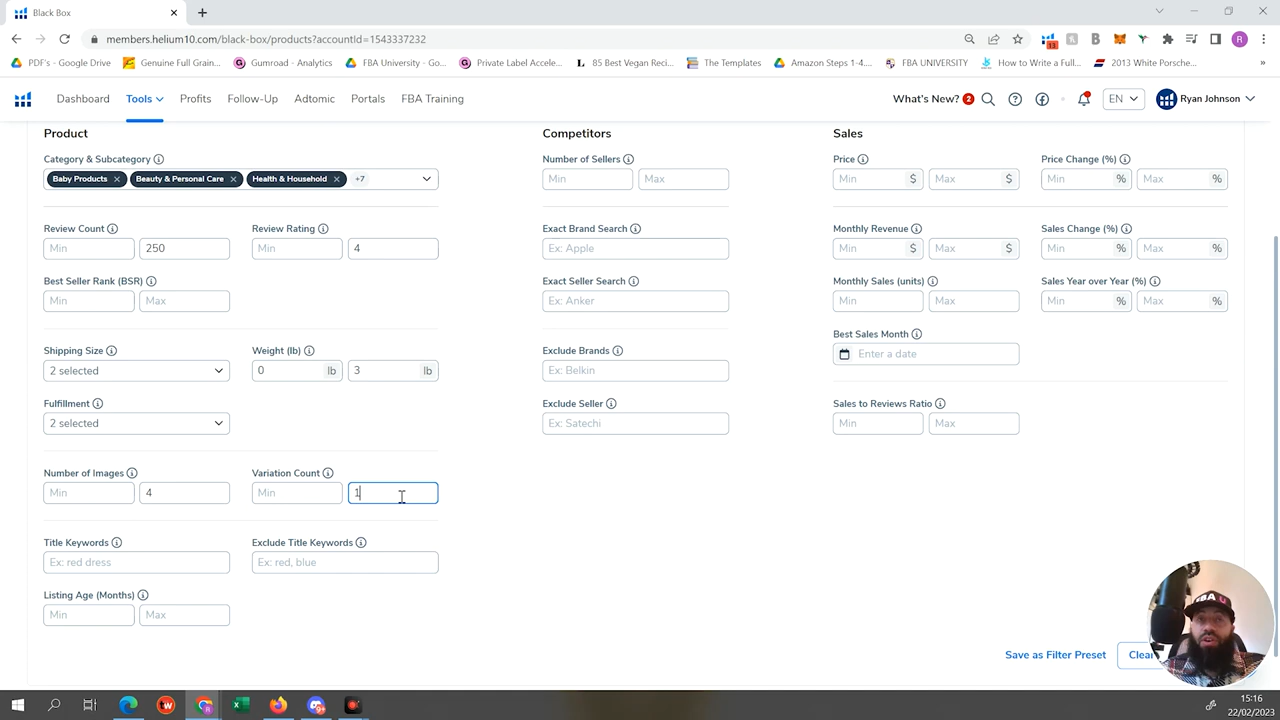 Black Box
members.helium10.com/black-box/products?accountId=1543337232
13
R
PDF's - Google Drive
Genuine Full Grain...
Gumroad - Analytics
FBA University - Go...
Private Label Accele...
85 Best Vegan Reci...
The Templates
Amazon Steps 1-4....
FBA UNIVERSITY
How to Write a Full...
2013 White Porsche...
Dashboard
Tools
Profits
Follow-Up
Adtomic
Portals
FBA Training
What's New? 2
EN
Ryan Johnson
Product
Category & Subcategory
Baby Products
Beauty & Personal Care
Health & Household
+7
Review Count
Min
250
Review Rating
Min
4
Best Seller Rank (BSR)
Min
Max
Shipping Size
2 selected
Weight (lb)
0 lb
3 lb
Fulfillment
2 selected
Number of Images
Min
4
Variation Count
Min
1
Title Keywords
Ex: red dress
Exclude Title Keywords
Ex: red, blue
Listing Age (Months)
Min
Max
Competitors
Number of Sellers
Min
Max
Exact Brand Search
Ex: Apple
Exact Seller Search
Ex: Anker
Exclude Brands
Ex: Belkin
Exclude Seller
Ex: Satechi
Sales
Price
Min $
Max $
Price Change (%)
Min %
Max %
Monthly Revenue
Min $
Max $
Sales Change (%)
Min %
Max %
Monthly Sales (units)
Min
Max
Sales Year over Year (%)
Min %
Max %
Best Sales Month
Enter a date
Sales to Reviews Ratio
Min
Max
Save as Filter Preset
Clear
FBA U
15:16
22/02/2023